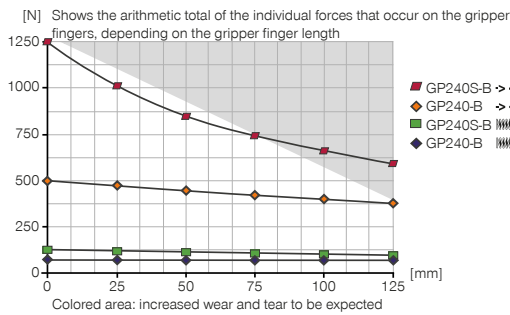 [N] Shows the arithmetic total of the individual forces that occur on the gripper
fingers, depending on the gripper finger length
1250
1000
750
500
250
0
0 25 50 75 100 125 [mm]
GP240S-B
GP240-B
GP240S-B
GP240-B
Colored area: increased wear and tear to be expected